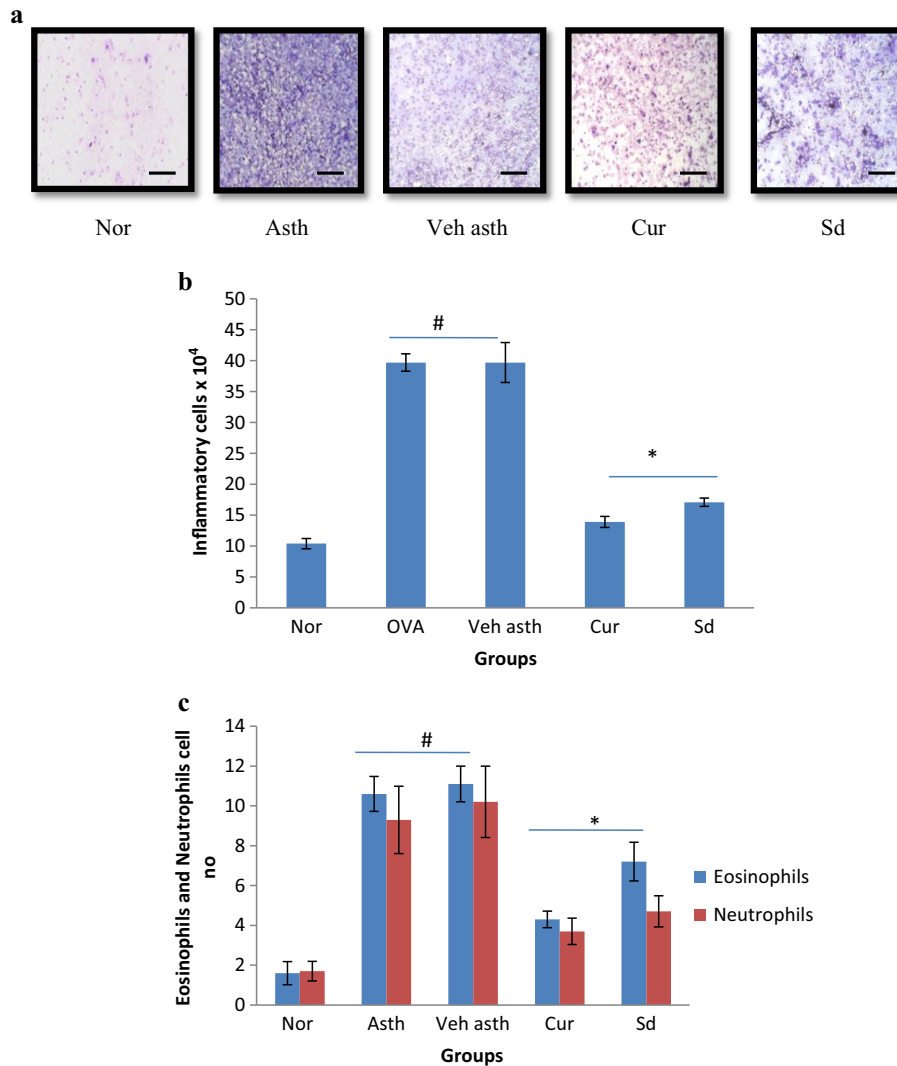 a
Nor Asth Veh asth Cur Sd
b
50
45
40
35
30
25
20
15
10
5
0
Inflammatory cells x 10⁴
#
*
Nor OVA Veh asth Cur Sd
Groups
c
14
12
10
8
6
4
2
0
Eosinophils and Neutrophils cell
no
#
*
Eosinophils
Neutrophils
Nor Asth Veh asth Cur Sd
Groups